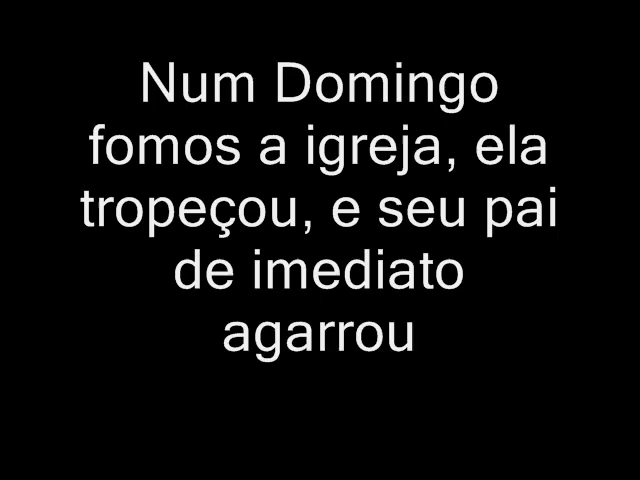 Num Domingo
fomos a igreja, ela
tropeçou, e seu pai
de imediato
agarrou